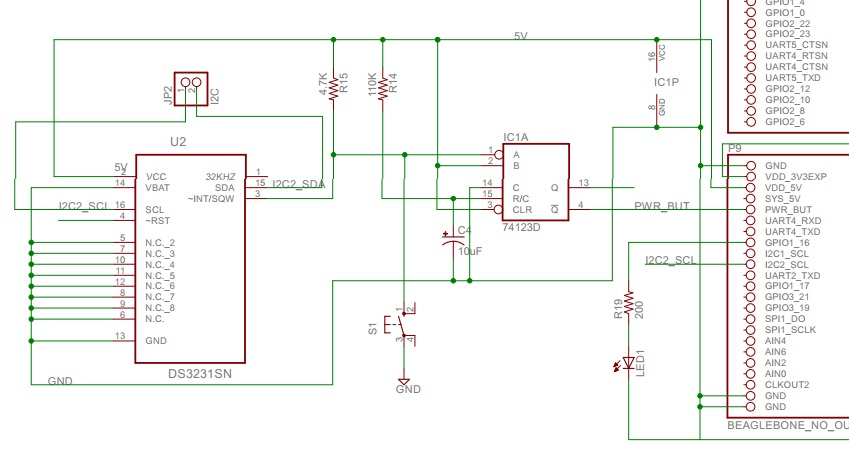 GPIO1_4
GPIO1_0
GPIO2_22
GPIO2_23
UART5_CTSN
UART4_RTSN
UART4_CTSN
UART5_TXD
GPIO2_12
GPIO2_10
GPIO2_8
GPIO2_6
5V
16
VCC
IC1P
8
GND
4.7K
R15
110K
R14
JP2
1
2
I2C
U2
5V
2
VCC
14
VBAT
I2C2_SCL
16
SCL
4
~RST
5
N.C._2
7
N.C._3
10
N.C._4
11
N.C._5
12
N.C._6
8
N.C._7
9
N.C._8
6
N.C.
13
GND
32KHZ
1
SDA
15
I2C2_SDA
~INT/SQW
3
DS3231SN
GND
IC1A
1
A
2
B
14
C
15
R/C
3
CLR
Q
13
Q
4
74123D
PWR_BUT
C4
+
10uF
S1
1
2
3
4
GND
R19
200
LED1
P9
GND
VDD_3V3EXP
VDD_5V
SYS_5V
PWR_BUT
UART4_RXD
UART4_TXD
GPIO1_16
I2C1_SCL
I2C2_SCL
I2C2_SCL
UART2_TXD
GPIO1_17
GPIO3_21
GPIO3_19
SPI1_DO
SPI1_SCLK
AIN4
AIN6
AIN2
AIN0
CLKOUT2
GND
GND
BEAGLEBONE_NO_OU